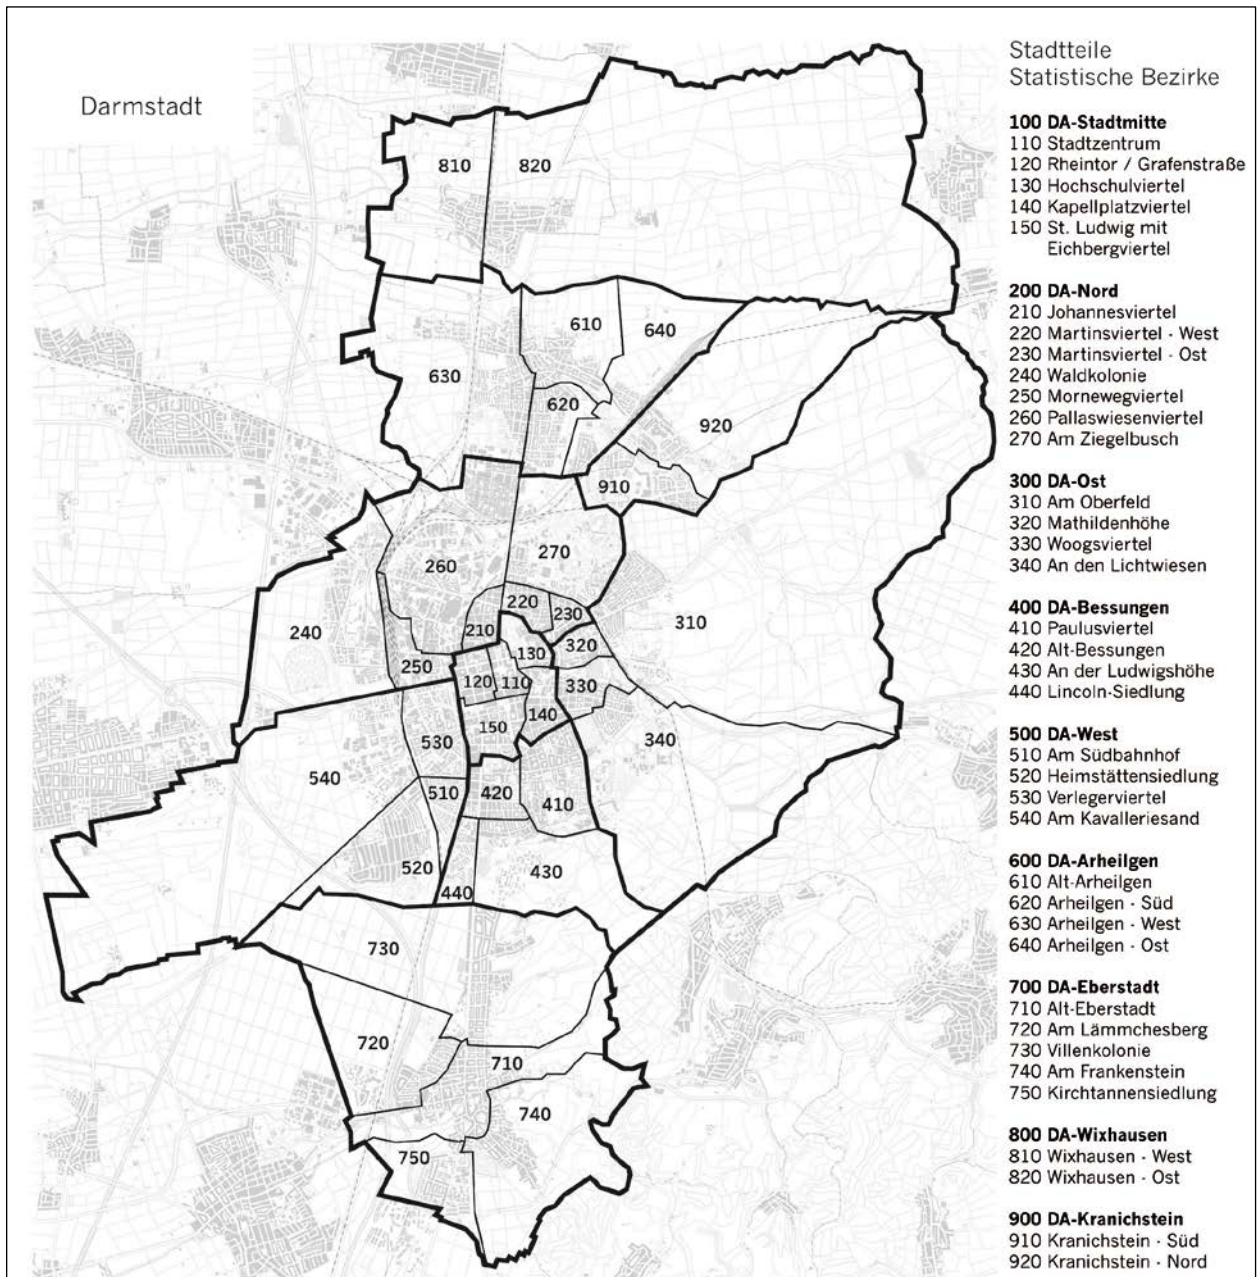 Darmstadt
810
820
610
640
630
620
920
910
260
270
220
230
240
210
310
320
130
250
120
110
330
140
150
530
340
540
510
420
410
520
430
440
730
720
710
740
750
Stadtteile
Statistische Bezirke
100 DA-Stadtmitte
110 Stadtzentrum
120 Rheintor / Grafenstraße
130 Hochschulviertel
140 Kapellplatzviertel
150 St. Ludwig mit
Eichbergviertel
200 DA-Nord
210 Johannesviertel
220 Martinsviertel - West
230 Martinsviertel - Ost
240 Waldkolonie
250 Mornewegviertel
260 Pallaswiesenviertel
270 Am Ziegelbusch
300 DA-Ost
310 Am Oberfeld
320 Mathildenhöhe
330 Woogsviertel
340 An den Lichtwiesen
400 DA-Bessungen
410 Paulusviertel
420 Alt-Bessungen
430 An der Ludwigshöhe
440 Lincoln-Siedlung
500 DA-West
510 Am Südbahnhof
520 Heimstättensiedlung
530 Verlegerviertel
540 Am Kavalleriesand
600 DA-Arheilgen
610 Alt-Arheilgen
620 Arheilgen - Süd
630 Arheilgen - West
640 Arheilgen - Ost
700 DA-Eberstadt
710 Alt-Eberstadt
720 Am Lämmchesberg
730 Villenkolonie
740 Am Frankenstein
750 Kirchtannensiedlung
800 DA-Wixhausen
810 Wixhausen - West
820 Wixhausen - Ost
900 DA-Kranichstein
910 Kranichstein - Süd
920 Kranichstein - Nord